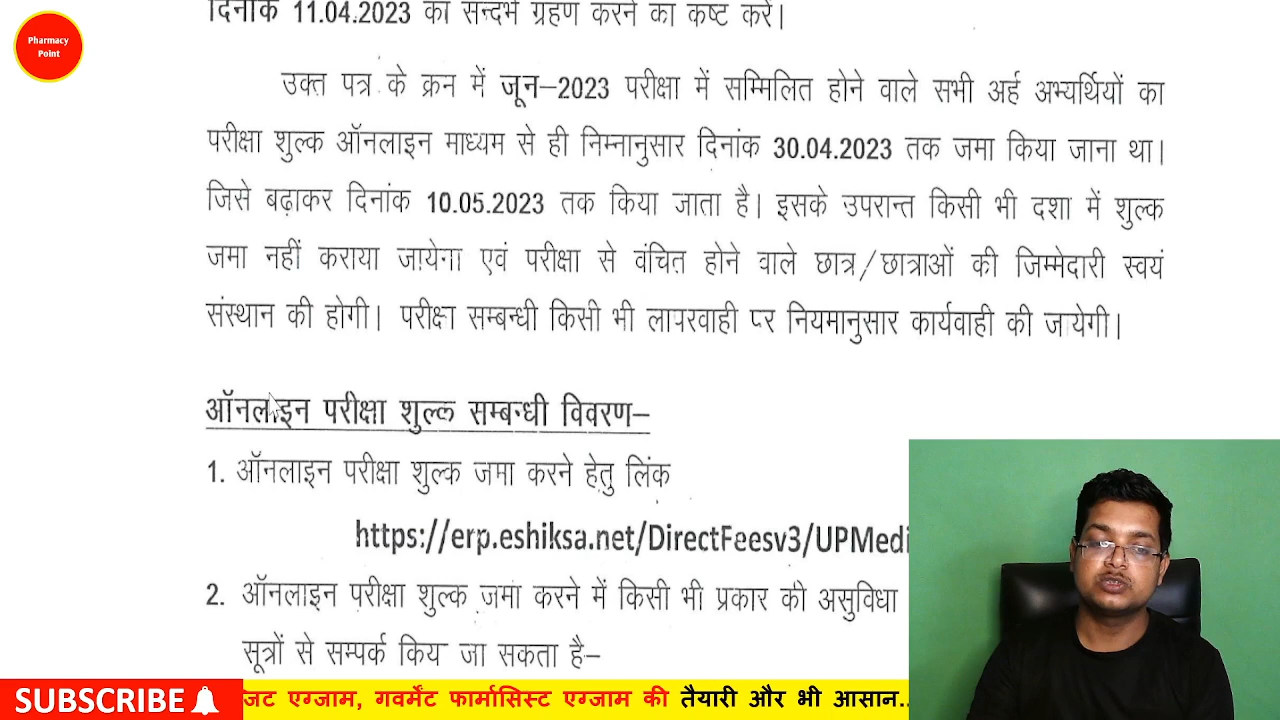 Pharmacy
Point
दिनांक 11.04.2023 का सन्दर्भ ग्रहण करने का कष्ट करें।
उक्त पत्र के क्रन में जून–2023 परीक्षा में सम्मिलित होने वाले सभी अर्ह अभ्यर्थियों का
परीक्षा शुल्क ऑनलाइन माध्यम से ही निम्नानुसार दिनांक 30.04.2023 तक जमा किया जाना था।
जिसे बढ़ाकर दिनांक 10.05.2023 तक किया जाता है। इसके उपरान्त किसी भी दशा में शुल्क
जमा नहीं कराया जायेगा एवं परीक्षा से वंचित होने वाले छात्र/छात्राओं की जिम्मेदारी स्वयं
संस्थान की होगी। परीक्षा सम्बन्धी किसी भी लापरवाही पर नियमानुसार कार्यवाही की जायेगी।
ऑनलाइन परीक्षा शुल्क सम्बन्धी विवरण–
1. ऑनलाइन परीक्षा शुल्क जमा करने हेतु लिंक
https://erp.eshiksa.net/DirectFeesv3/UPMedi
2. ऑनलाइन परीक्षा शुल्क जमा करने में किसी भी प्रकार की असुविधा
सूत्रों से सम्पर्क किय जा सकता है–
SUBSCRIBE
एग्जाम, गवर्मेंट फार्मासिस्ट एग्जाम की तैयारी और भी आसान..